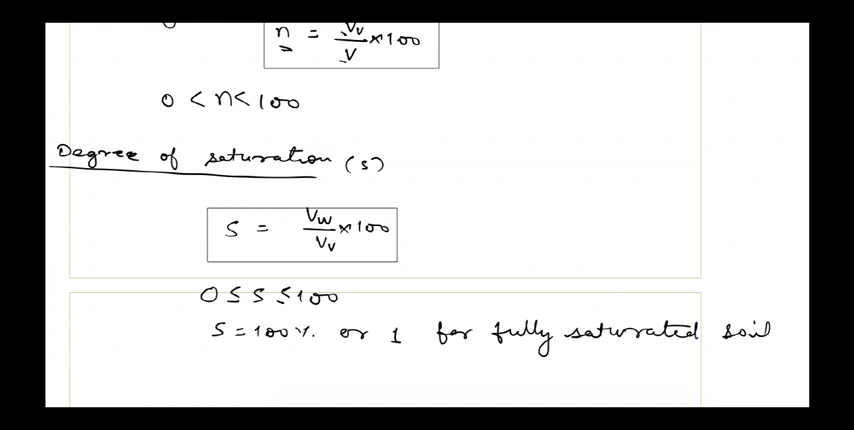 n = Vv/V ×100
0 < n < 100
Degree of saturation (S)
S = Vw/Vv ×100
0 ≤ S ≤ 100
S = 100%. or 1 for fully saturated soil